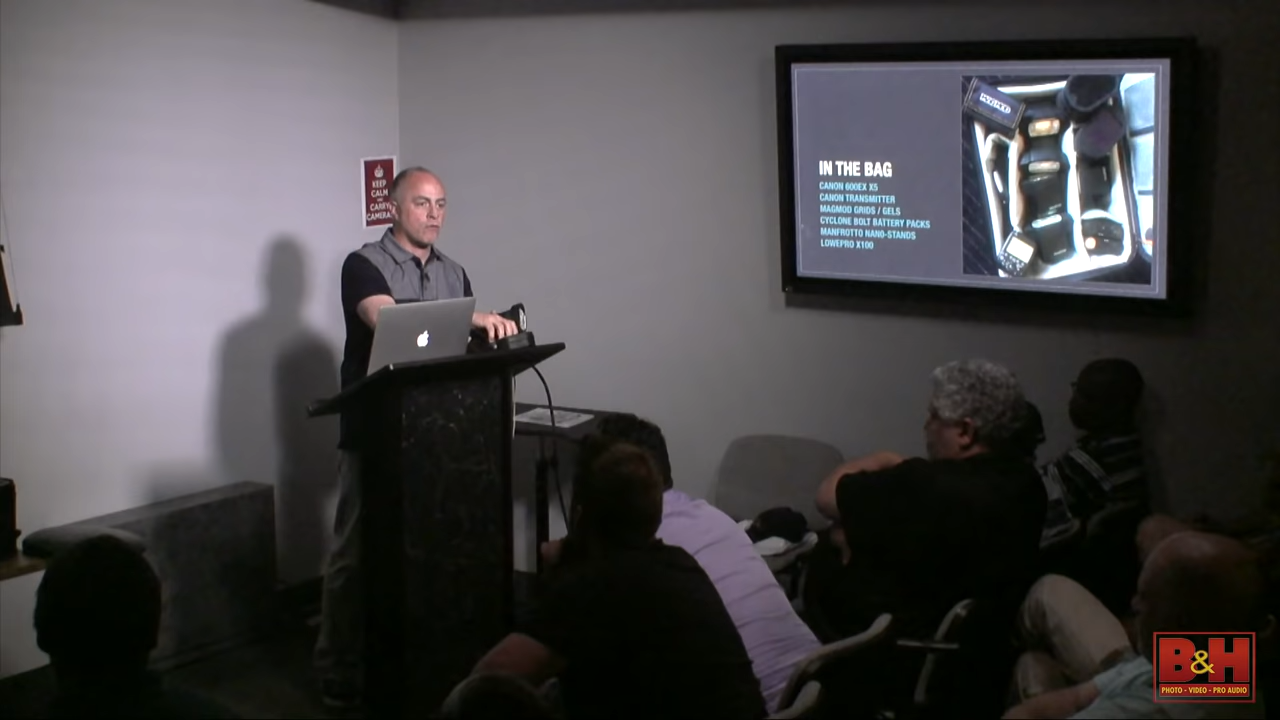 KEEP
CALM
AND
CARRY
CAMERA
IN THE BAG
CANON 600EX X5
CANON TRANSMITTER
MAGMOD GRIDS / GELS
CYCLONE BOLT BATTERY PACKS
MANFROTTO NANO-STANDS
LOWEPRO X100
B&H
PHOTO - VIDEO - PRO AUDIO